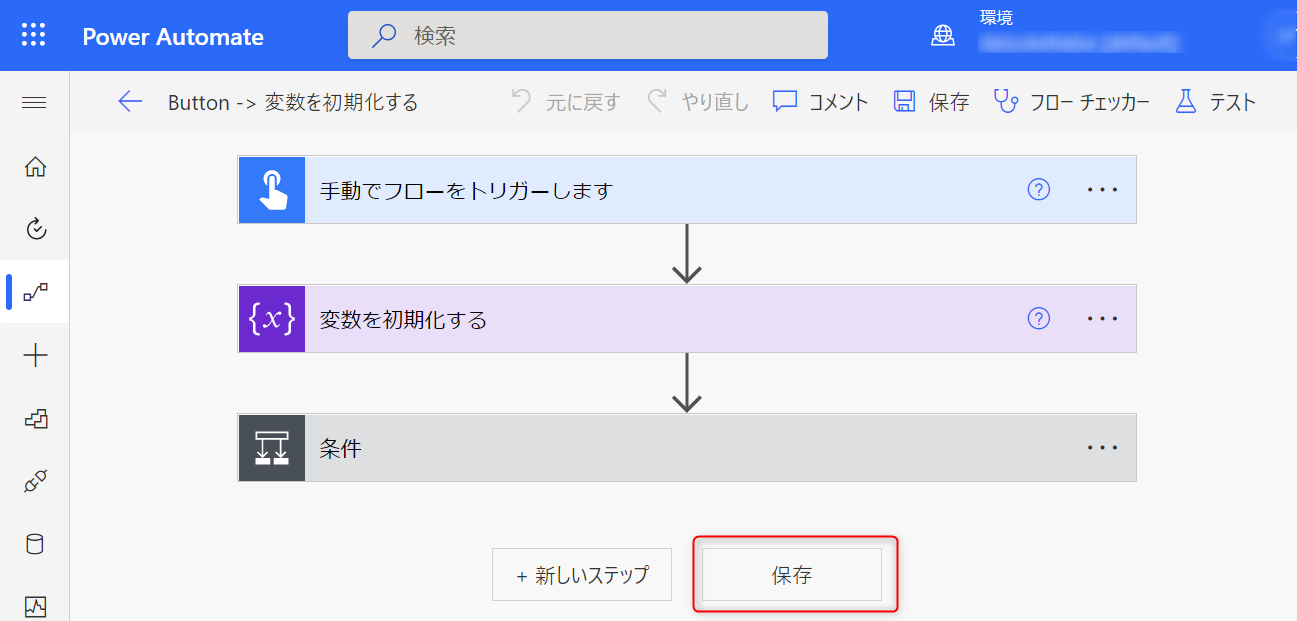 Power Automate
検索
環境
Button -> 変数を初期化する
元に戻す
やり直し
コメント
保存
フロー チェッカー
テスト
手動でフローをトリガーします
?
...
{x}
変数を初期化する
?
...
条件
...
+ 新しいステップ
保存